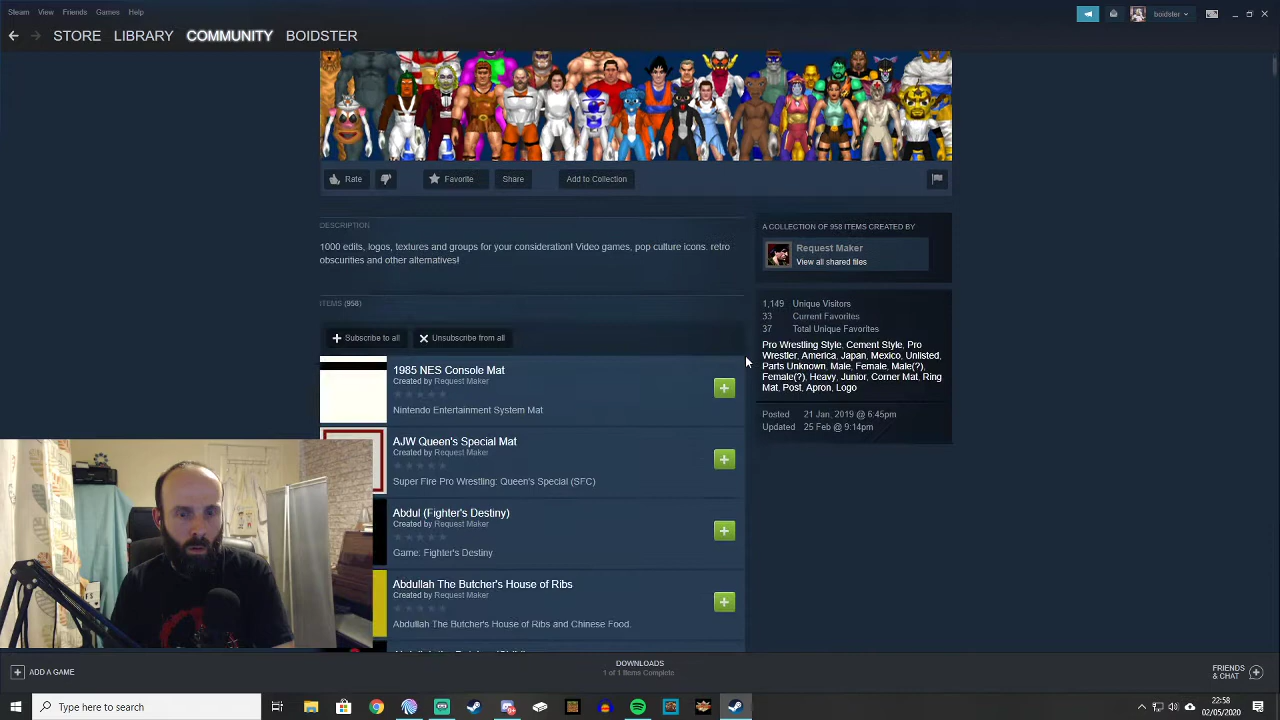 Steam View Friends Games Help
boidster
STORE LIBRARY COMMUNITY BOIDSTER
Rate Favorite Share Add to Collection
DESCRIPTION
1000 edits, logos, textures and groups for your consideration! Video games, pop culture icons. retro
obscurities and other alternatives!
A COLLECTION OF 958 ITEMS CREATED BY
Request Maker
View all shared files
ITEMS (958)
1,149 Unique Visitors
33 Current Favorites
37 Total Unique Favorites
Subscribe to all Unsubscribe from all
Pro Wrestling Style, Cement Style, Pro
Wrestler, America, Japan, Mexico, Unlisted,
Parts Unknown, Male, Female, Male(?),
Female(?), Heavy, Junior, Corner Mat, Ring
Mat, Post, Apron, Logo
Posted 21 Jan, 2019 @ 6:45pm
Updated 25 Feb @ 9:14pm
1985 NES Console Mat
Created by Request Maker
Nintendo Entertainment System Mat
AJW Queen's Special Mat
Created by Request Maker
Super Fire Pro Wrestling: Queen's Special (SFC)
Abdul (Fighter's Destiny)
Created by Request Maker
Game: Fighter's Destiny
Abdullah The Butcher's House of Ribs
Created by Request Maker
Abdullah The Butcher's House of Ribs and Chinese Food.
ADD A GAME
DOWNLOADS
1 of 1 Items Complete
FRIENDS
& CHAT
Type here to search
22:58
02/05/2020